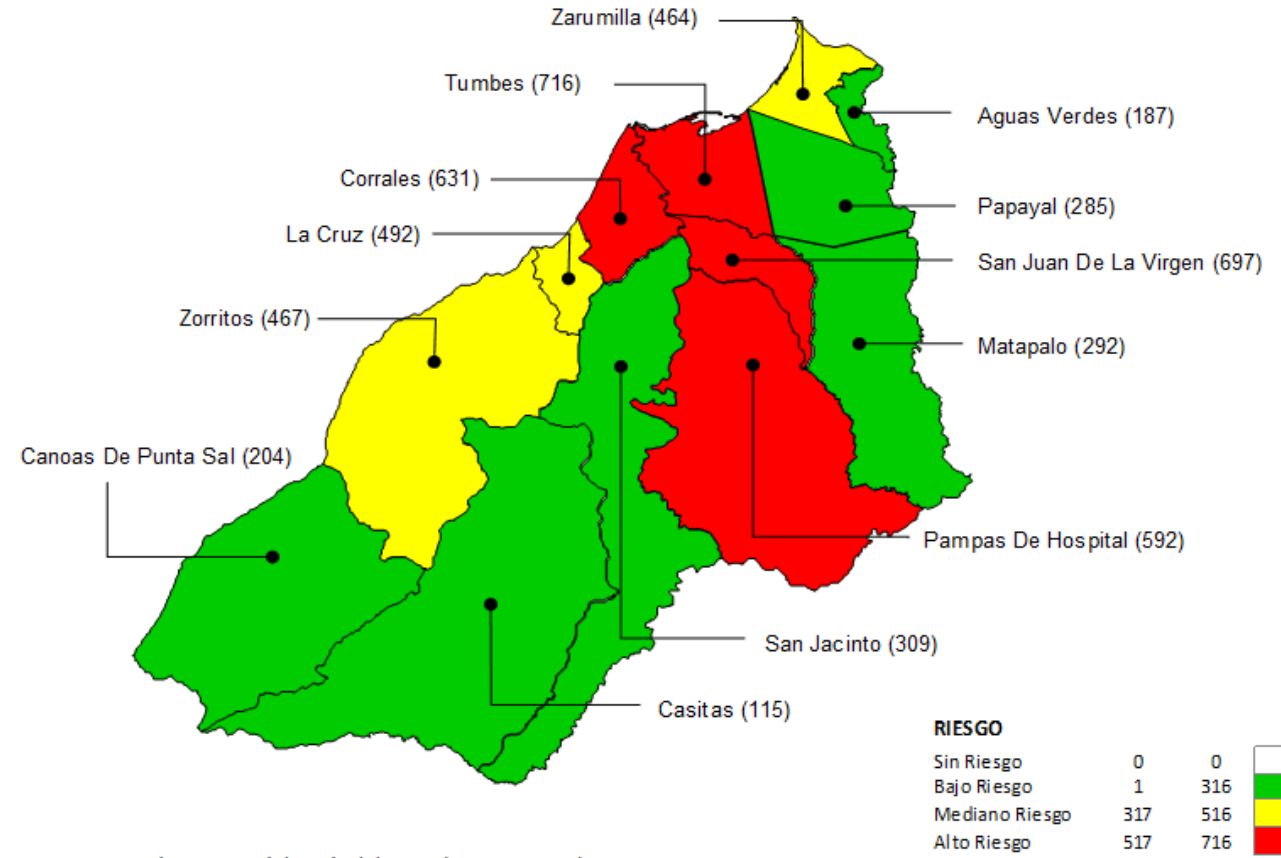 Zarumilla (464)
Tumbes (716)
Aguas Verdes (187)
Corrales (631)
Papayal (285)
La Cruz (492)
San Juan De La Virgen (697)
Zorritos (467)
Matapalo (292)
Canoas De Punta Sal (204)
Pampas De Hospital (592)
San Jacinto (309)
Casitas (115)
RIESGO
Sin Riesgo 0 0
Bajo Riesgo 1 316
Mediano Riesgo 317 516
Alto Riesgo 517 716